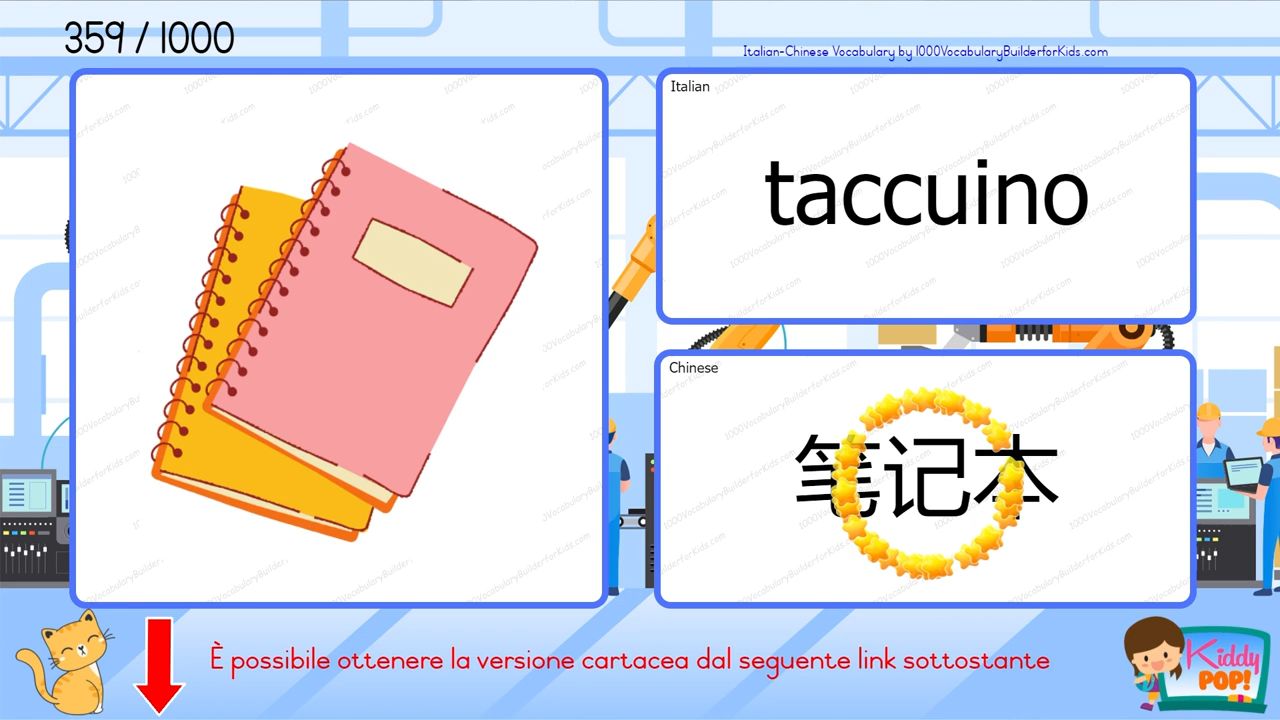 359 / 1000
Italian-Chinese Vocabulary by 1000VocabularyBuilderforKids.com
Italian
taccuino
Chinese
笔记本
È possibile ottenere la versione cartacea dal seguente link sottostante
Kiddy
POP!